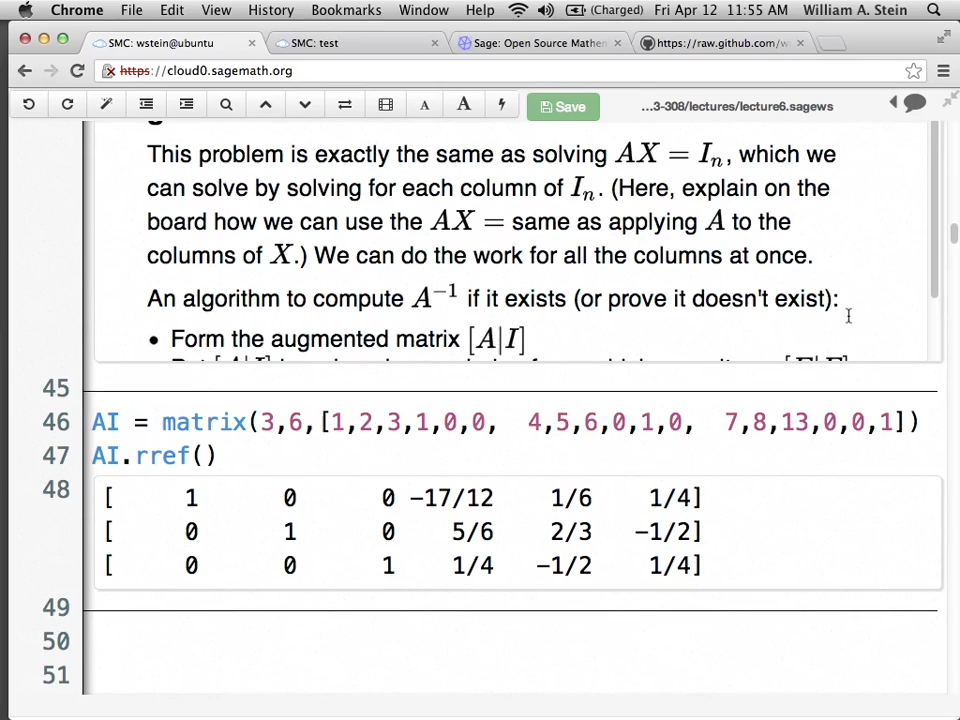 Chrome File Edit View History Bookmarks Window Help (Charged) Fri Apr 12 11:55 AM William A. Stein
SMC: wstein@ubuntu × SMC: test × Sage: Open Source Mathem × https://raw.github.com/w ×
https://cloud0.sagemath.org
A A Save ...3-308/lectures/lecture6.sagews
This problem is exactly the same as solving AX = Iₙ, which we
can solve by solving for each column of Iₙ. (Here, explain on the
board how we can use the AX = same as applying A to the
columns of X.) We can do the work for all the columns at once.
An algorithm to compute A⁻¹ if it exists (or prove it doesn't exist):
• Form the augmented matrix [A|I]
45
46 AI = matrix(3,6,[1,2,3,1,0,0, 4,5,6,0,1,0, 7,8,13,0,0,1])
47 AI.rref()
48 [ 1 0 0 -17/12 1/6 1/4]
[ 0 1 0 5/6 2/3 -1/2]
[ 0 0 1 1/4 -1/2 1/4]
49
50
51